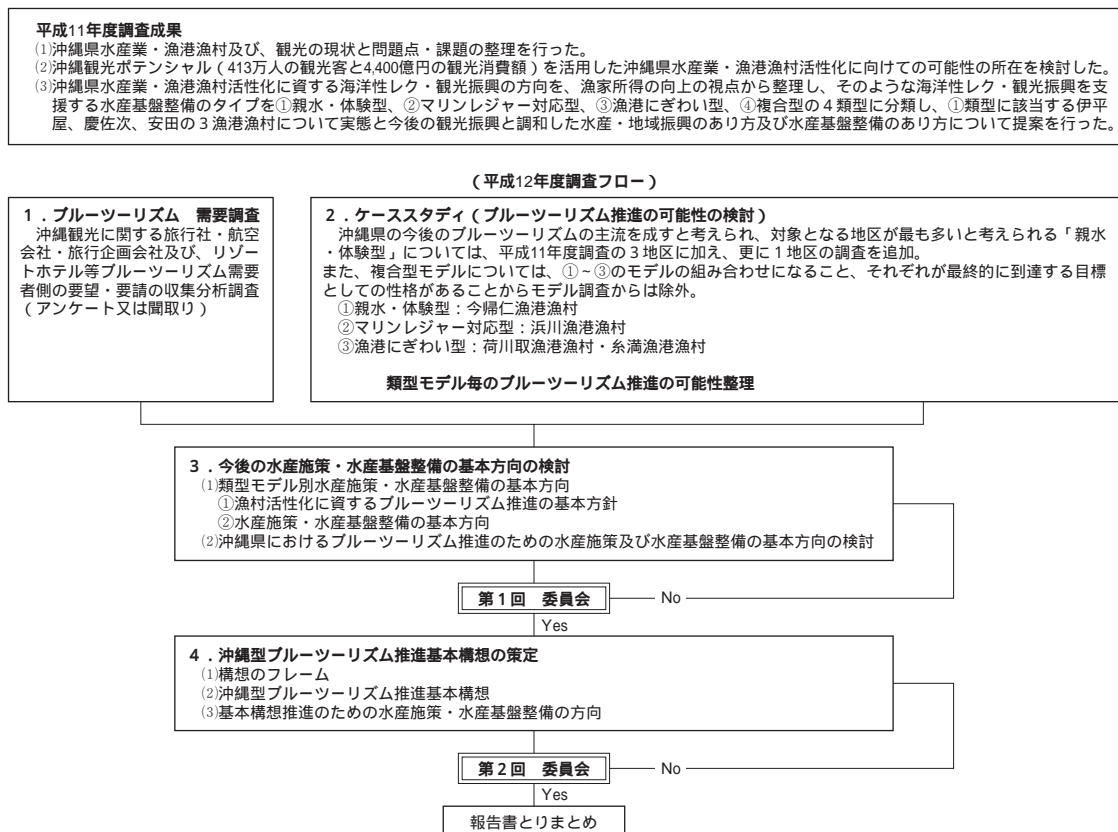 平成11年度調査成果
⑴沖縄県水産業・漁港漁村及び、観光の現状と問題点・課題の整理を行った。
⑵沖縄観光ポテンシャル(413万人の観光客と4,400億円の観光消費額)を活用した沖縄県水産業・漁港漁村活性化に向けての可能性の所在を検討した。
⑶沖縄県水産業・漁港漁村活性化に資する海洋性レク・観光振興の方向を、漁家所得の向上の視点から整理し、そのような海洋性レク・観光振興を支
援する水産基盤整備のタイプを①親水・体験型、②マリンレジャー対応型、③漁港にぎわい型、④複合型の4類型に分類し、①類型に該当する伊平
屋、慶佐次、安田の3漁港漁村について実態と今後の観光振興と調和した水産・地域振興のあり方及び水産基盤整備のあり方について提案を行った。
(平成12年度調査フロー)
1.ブルーツーリズム 需要調査
沖縄観光に関する旅行社・航空
会社・旅行企画会社及び、リゾー
トホテル等ブルーツーリズム需要
者側の要望・要請の収集分析調査
(アンケート又は聞取り)
2.ケーススタディ(ブルーツーリズム推進の可能性の検討)
沖縄県の今後のブルーツーリズムの主流を成すと考えられ、対象となる地区が最も多いと考えられる「親水
・体験型」については、平成11年度調査の3地区に加え、更に1地区の調査を追加。
また、複合型モデルについては、①~③のモデルの組み合わせになること、それぞれが最終的に到達する目標
としての性格があることからモデル調査からは除外。
①親水・体験型:今帰仁漁港漁村
②マリンレジャー対応型:浜川漁港漁村
③漁港にぎわい型:荷川取漁港漁村・糸満漁港漁村
類型モデル毎のブルーツーリズム推進の可能性整理
3.今後の水産施策・水産基盤整備の基本方向の検討
⑴類型モデル別水産施策・水産基盤整備の基本方向
①漁村活性化に資するブルーツーリズム推進の基本方針
②水産施策・水産基盤整備の基本方向
⑵沖縄県におけるブルーツーリズム推進のための水産施策及び水産基盤整備の基本方向の検討
第1回 委員会
No
Yes
4.沖縄型ブルーツーリズム推進基本構想の策定
⑴構想のフレーム
⑵沖縄型ブルーツーリズム推進基本構想
⑶基本構想推進のための水産施策・水産基盤整備の方向
第2回 委員会
No
Yes
報告書とりまとめ